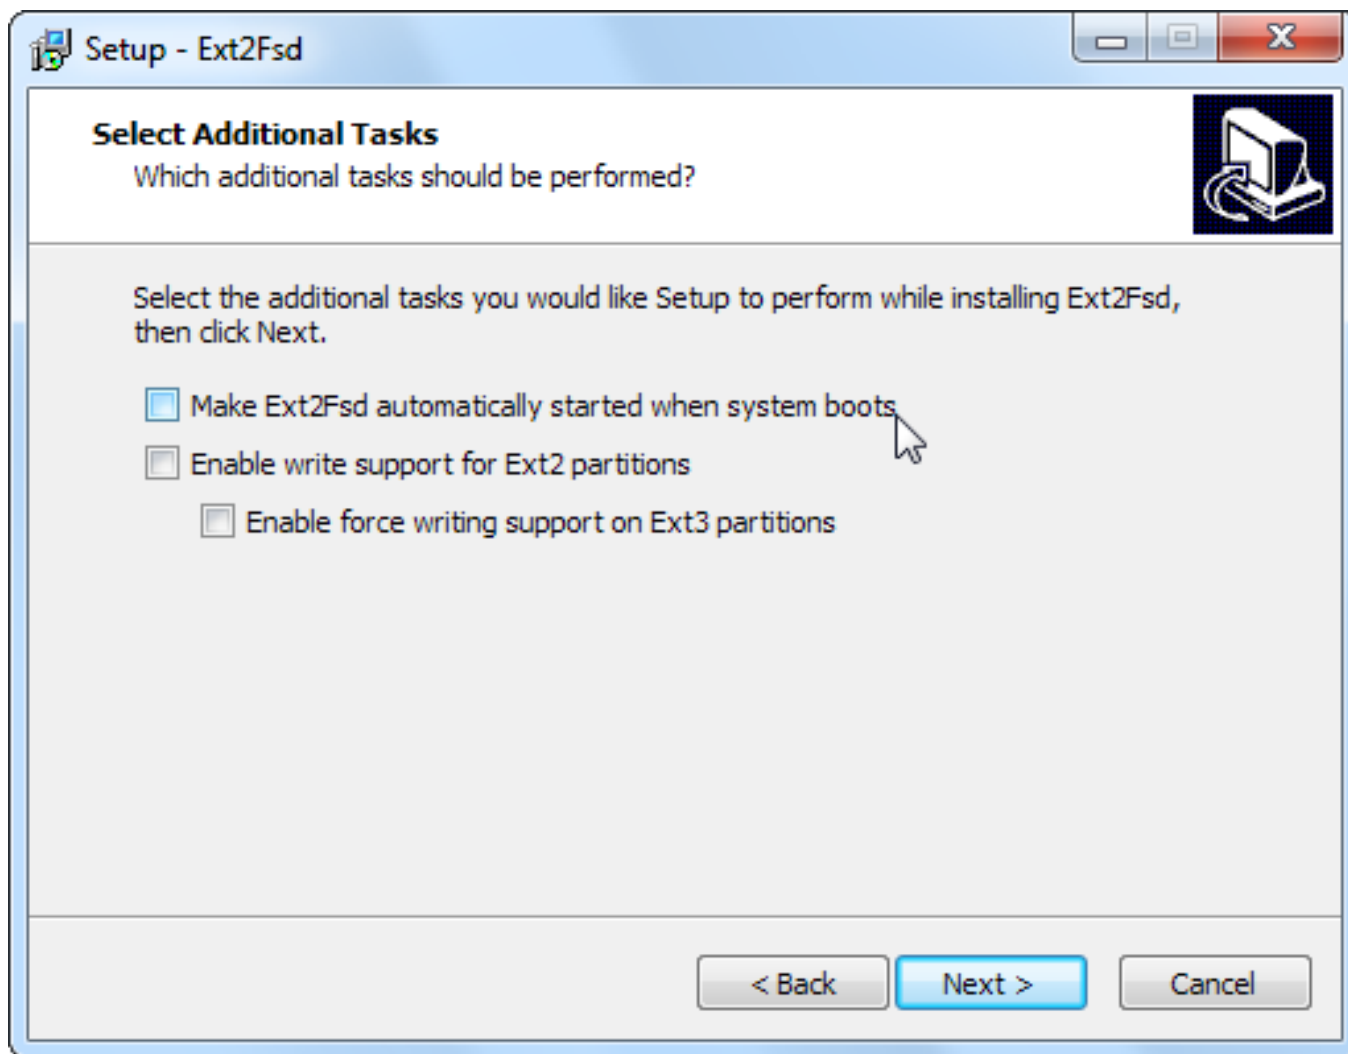 Setup - Ext2Fsd
Select Additional Tasks
Which additional tasks should be performed?
Select the additional tasks you would like Setup to perform while installing Ext2Fsd,
then click Next.
Make Ext2Fsd automatically started when system boots
Enable write support for Ext2 partitions
Enable force writing support on Ext3 partitions
< Back
Next >
Cancel